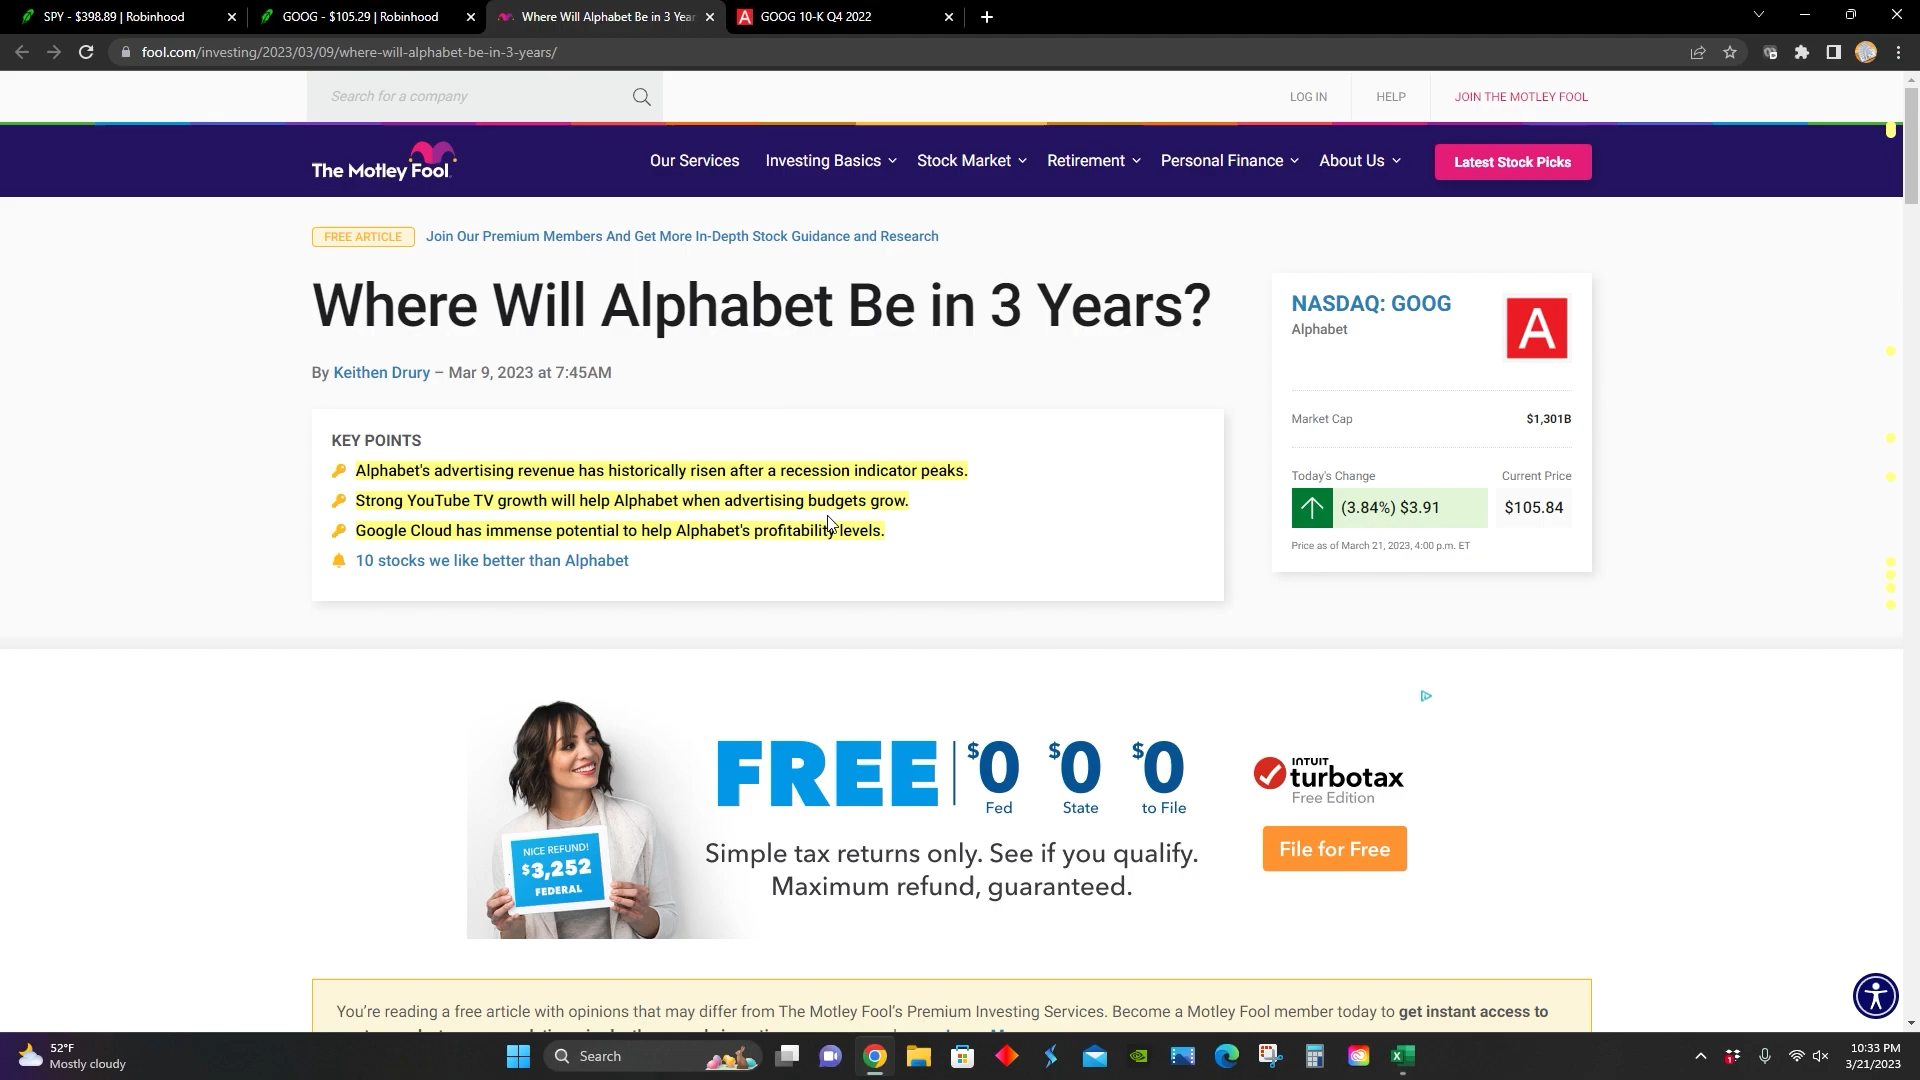 SPY - $398.89 | Robinhood
GOOG - $105.29 | Robinhood
Where Will Alphabet Be in 3 Year
A GOOG 10-K Q4 2022
fool.com/investing/2023/03/09/where-will-alphabet-be-in-3-years/
Search for a company
LOG IN
HELP
JOIN THE MOTLEY FOOL
The Motley Fool
Our Services
Investing Basics
Stock Market
Retirement
Personal Finance
About Us
Latest Stock Picks
FREE ARTICLE
Join Our Premium Members And Get More In-Depth Stock Guidance and Research
Where Will Alphabet Be in 3 Years?
By Keithen Drury – Mar 9, 2023 at 7:45AM
KEY POINTS
Alphabet's advertising revenue has historically risen after a recession indicator peaks.
Strong YouTube TV growth will help Alphabet when advertising budgets grow.
Google Cloud has immense potential to help Alphabet's profitability levels.
10 stocks we like better than Alphabet
NASDAQ: GOOG
Alphabet
A
Market Cap
$1,301B
Today's Change
Current Price
(3.84%) $3.91
$105.84
Price as of March 21, 2023, 4:00 p.m. ET
NICE REFUND!
$3,252
FEDERAL
FREE
$0 Fed
$0 State
$0 to File
Simple tax returns only. See if you qualify.
Maximum refund, guaranteed.
INTUIT
turbotax
Free Edition
File for Free
You're reading a free article with opinions that may differ from The Motley Fool's Premium Investing Services. Become a Motley Fool member today to get instant access to
52°F
Mostly cloudy
Search
10:33 PM
3/21/2023